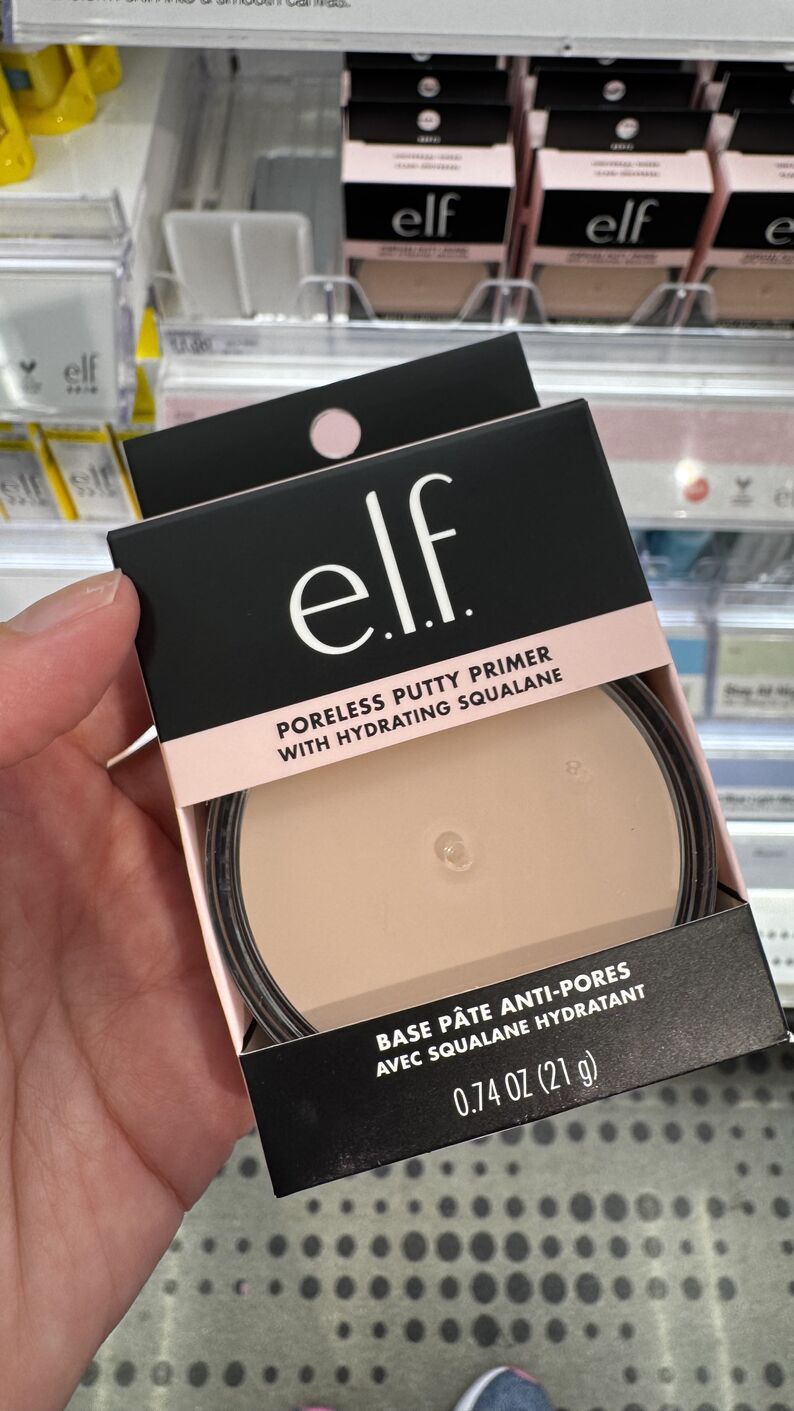 elf
elf
elf
e.l.f.
PORELESS PUTTY PRIMER
WITH HYDRATING SQUALANE
BASE PÂTE ANTI-PORES
AVEC SQUALANE HYDRATANT
0.74 OZ (21 g)